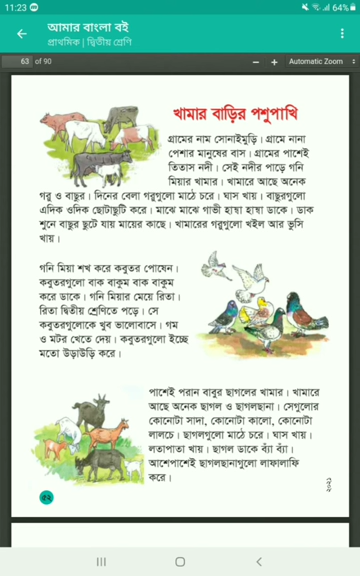 11:23
64%
আমার বাংলা বই
প্রাথমিক | দ্বিতীয় শ্রেণি
63 of 90
Automatic Zoom
খামার বাড়ির পশুপাখি
গ্রামের নাম সোনাইমুড়ি। গ্রামে নানা
পেশার মানুষের বাস। গ্রামের পাশেই
তিতাস নদী। সেই নদীর পাড়ে গনি
মিয়ার খামার। খামারে আছে অনেক
গরু ও বাছুর। দিনের বেলা গরুগুলো মাঠে চরে। ঘাস খায়। বাছুরগুলো
এদিক ওদিক ছোটাছুটি করে। মাঝে মাঝে গাভী হাম্বা হাম্বা ডাকে। ডাক
শুনে বাছুর ছুটে যায় মায়ের কাছে। খামারের গরুগুলো খইল আর ভুসি
খায়।
গনি মিয়া শখ করে কবুতর পোষেন।
কবুতরগুলো বাক বাকুম বাক বাকুম
করে ডাকে। গনি মিয়ার মেয়ে রিতা।
রিতা দ্বিতীয় শ্রেণিতে পড়ে। সে
কবুতরগুলোকে খুব ভালোবাসে। গম
ও মটর খেতে দেয়। কবুতরগুলো ইচ্ছে
মতো উড়াউড়ি করে।
পাশেই পরান বাবুর ছাগলের খামার। খামারে
আছে অনেক ছাগল ও ছাগলছানা। সেগুলোর
কোনোটা সাদা, কোনোটা কালো, কোনোটা
লালচে। ছাগলগুলো মাঠে চরে। ঘাস খায়।
লতাপাতা খায়। ছাগল ডাকে ব্যাঁ ব্যাঁ।
আশেপাশেই ছাগলছানাগুলো লাফালাফি
করে।
৫২
২০২১